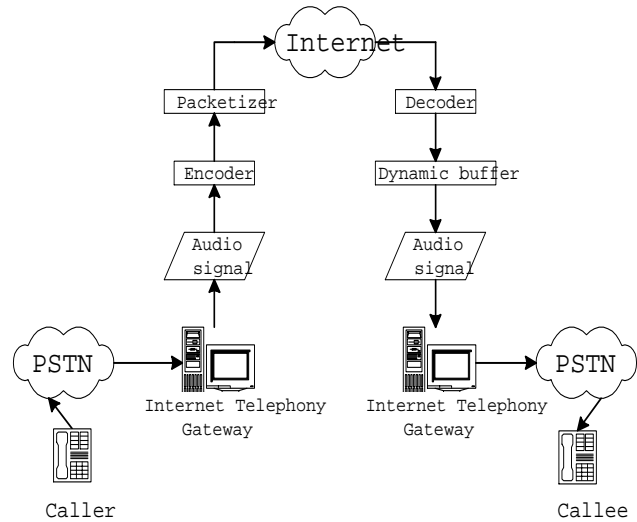 Internet
Packetizer
Decoder
Encoder
Dynamic buffer
Audio
signal
Audio
signal
PSTN
PSTN
Internet Telephony
Gateway
Internet Telephony
Gateway
Caller
Callee